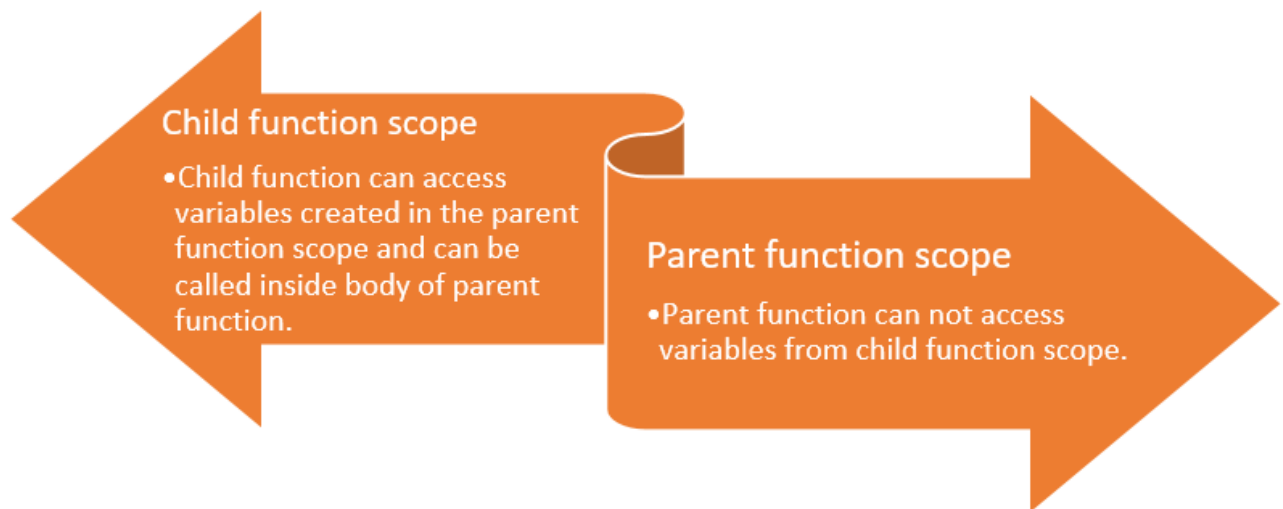 Child function scope
•Child function can access
variables created in the parent
function scope and can be
called inside body of parent
function.
Parent function scope
•Parent function can not access
variables from child function scope.